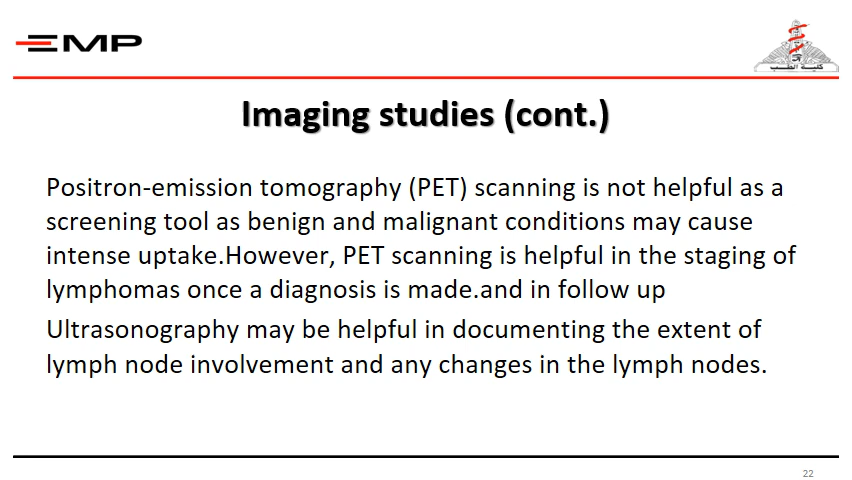 EMP
كلية الطب
Imaging studies (cont.)
Positron-emission tomography (PET) scanning is not helpful as a
screening tool as benign and malignant conditions may cause
intense uptake.However, PET scanning is helpful in the staging of
lymphomas once a diagnosis is made.and in follow up
Ultrasonography may be helpful in documenting the extent of
lymph node involvement and any changes in the lymph nodes.
22